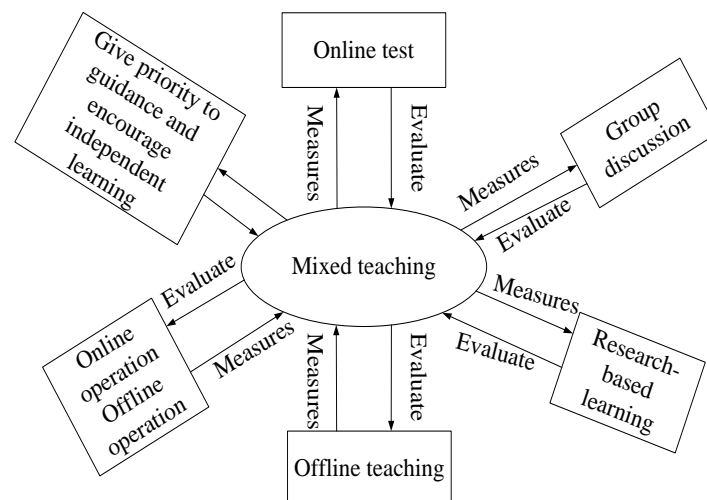 Give priority to
guidance and
encourage
independent
learning
Online test
Measures
Evaluate
Group
discussion
Measures
Evaluate
Mixed teaching
Evaluate
Measures
Online
operation
Offline
operation
Measures
Evaluate
Offline teaching
Measures
Evaluate
Research-
based
learning